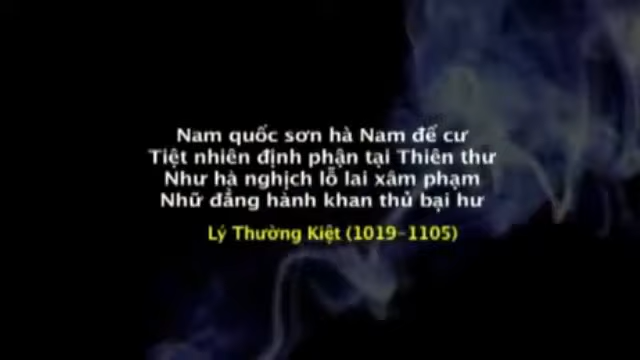 Nam quốc sơn hà Nam đế cư
Tiệt nhiên định phận tại Thiên thư
Như hà nghịch lỗ lai xâm phạm
Nhữ đẳng hành khan thủ bại hư
Lý Thường Kiệt (1019-1105)